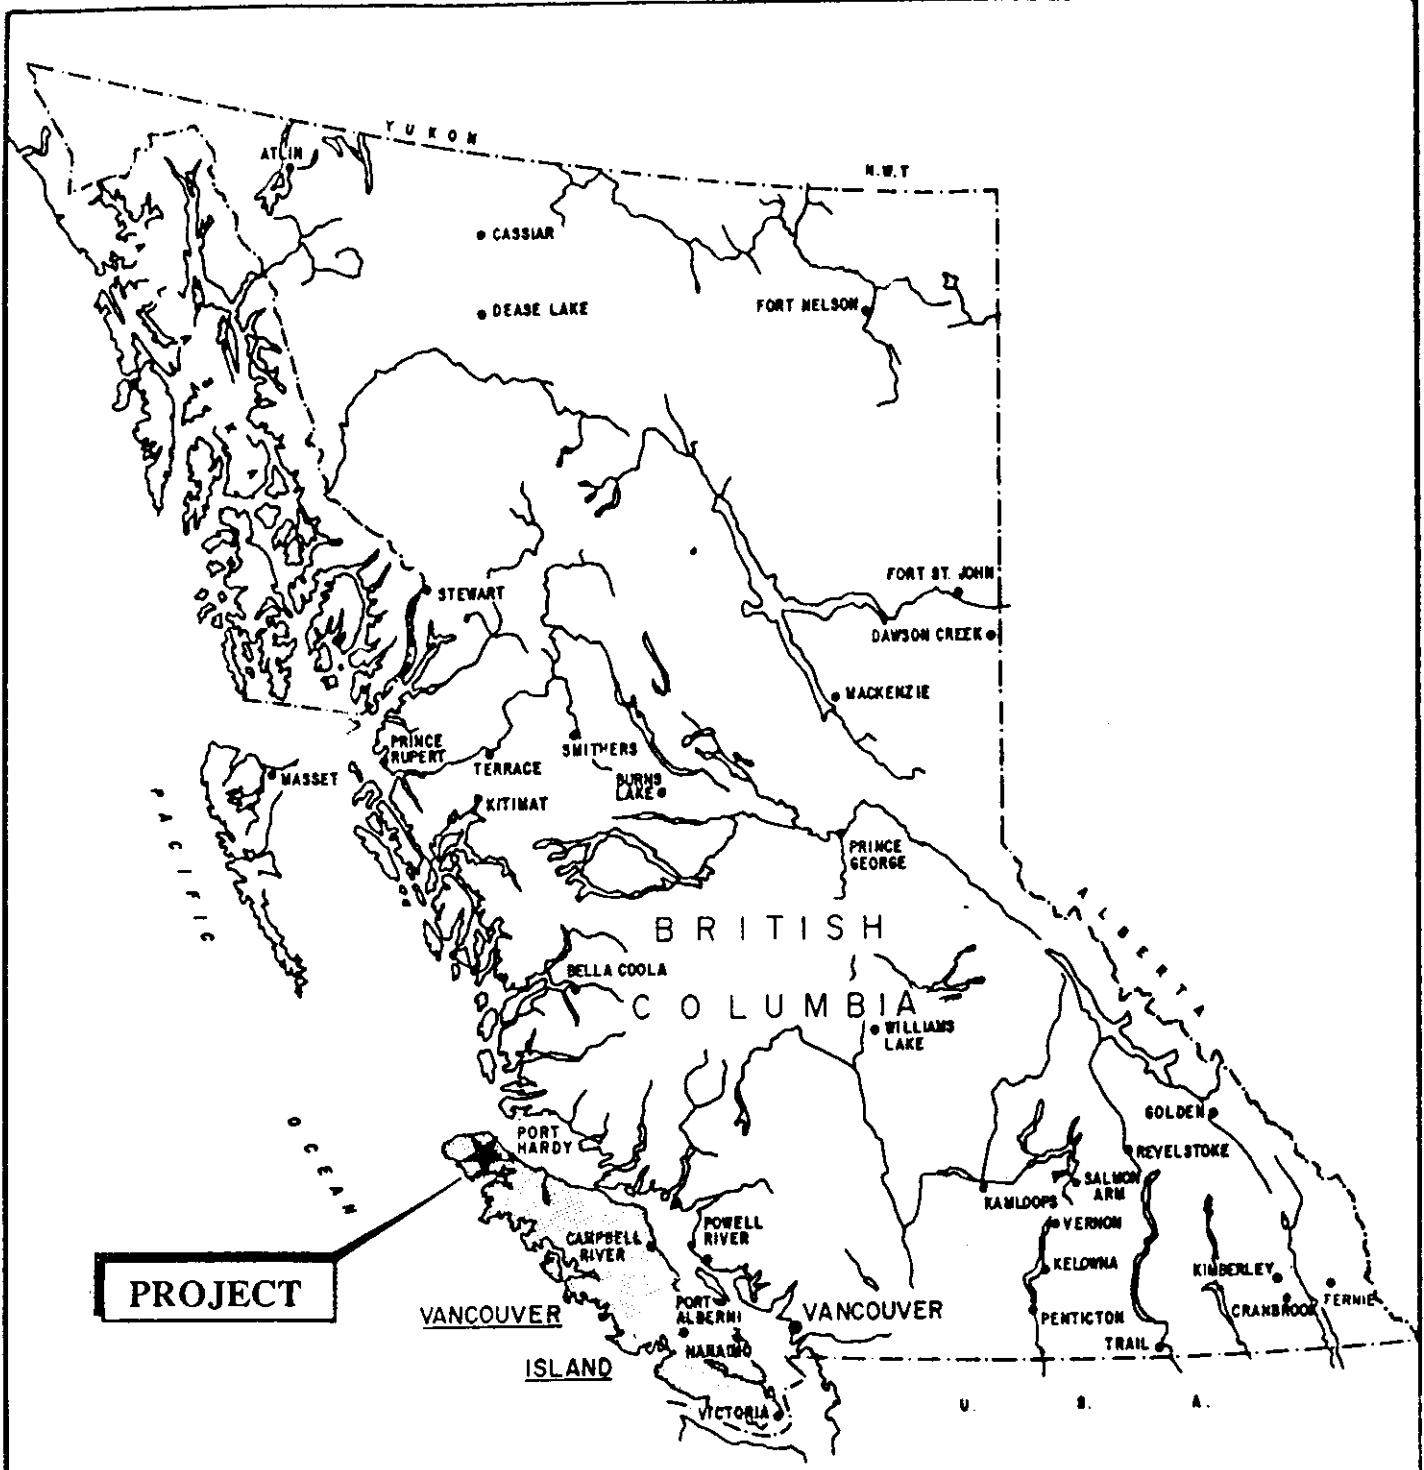 YUKON
ATLIN
N.W.T
CASSIAR
DEASE LAKE
FORT NELSON
FORT ST. JOHN
STEWART
DAWSON CREEK
MACKENZIE
PRINCE
RUPERT
SMITHERS
TERRACE
MASSET
BURNS
LAKE
KITIMAT
PACIFIC
PRINCE
GEORGE
ALBERTA
BRITISH
BELLA COOLA
COLUMBIA
WILLIAMS
LAKE
OCEAN
GOLDEN
PORT
HARDY
REVELSTOKE
SALMON
ARM
KAMLOOPS
VERNON
POWELL
RIVER
CAMPBELL
RIVER
KELOWNA
KIMBERLEY
PROJECT
FERNIE
CRANBROOK
PORT
ALBERNI
VANCOUVER
VANCOUVER
PENTICTON
TRAIL
NANAIMO
ISLAND
U. S. A.
VICTORIA